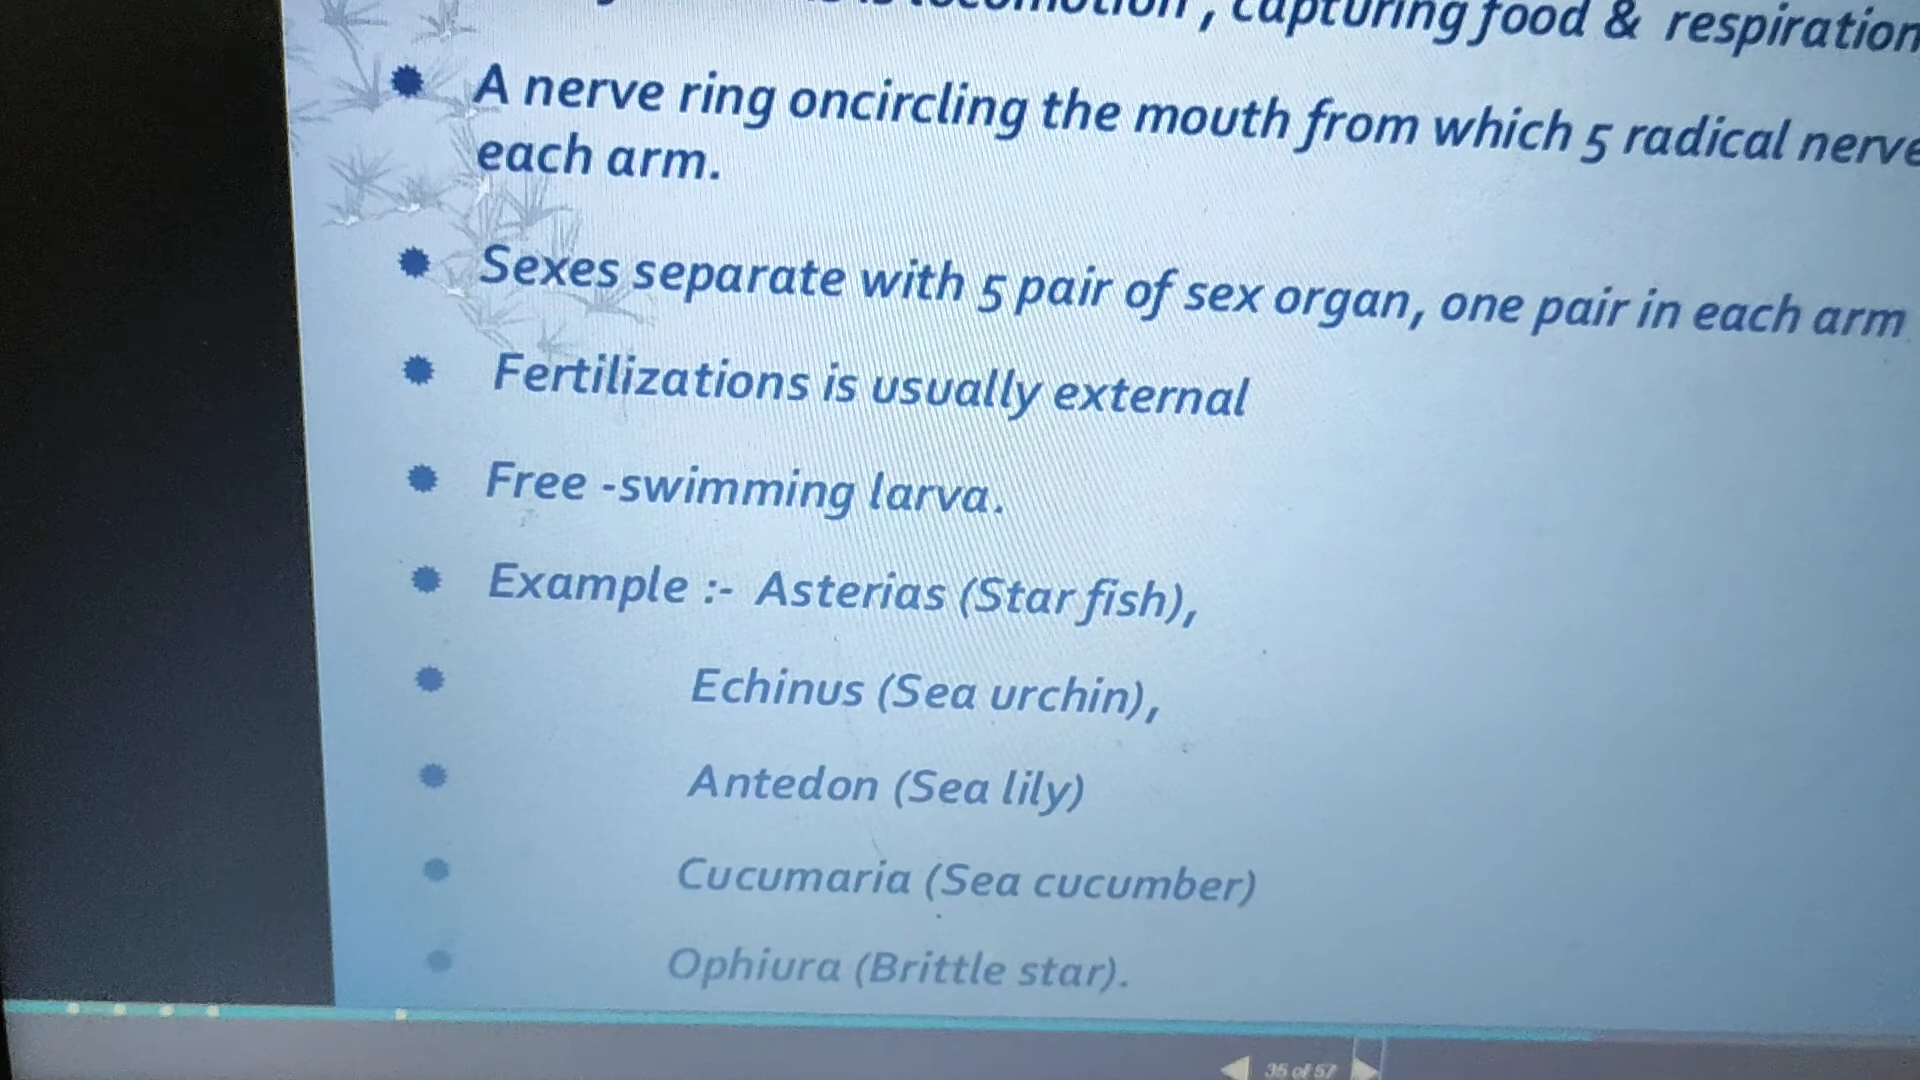 , capturing food & respiration
A nerve ring oncircling the mouth from which 5 radical nerve
each arm.
Sexes separate with 5 pair of sex organ, one pair in each arm
Fertilizations is usually external
Free -swimming larva.
Example :- Asterias (Star fish),
Echinus (Sea urchin),
Antedon (Sea lily)
Cucumaria (Sea cucumber)
Ophiura (Brittle star).
35 of 57